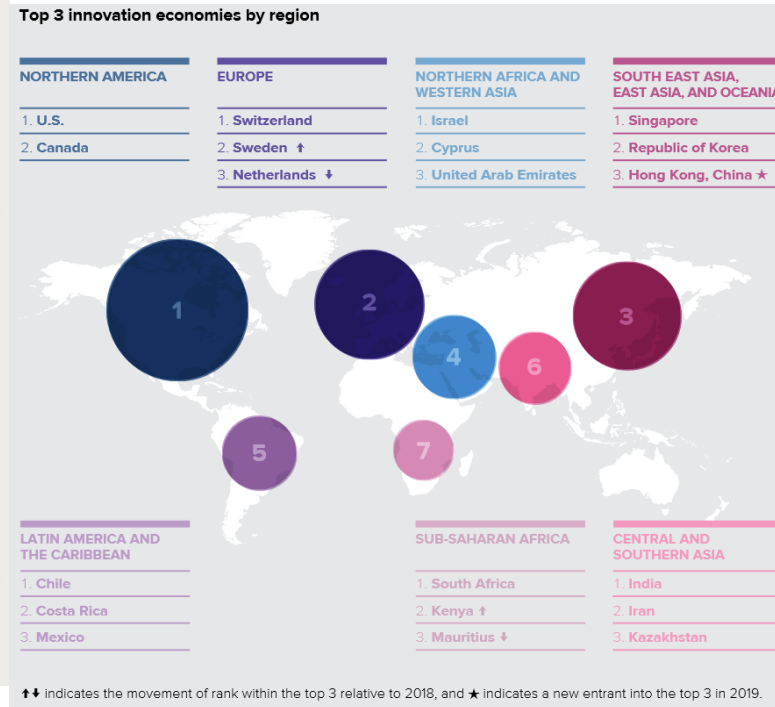 Top 3 innovation economies by region
NORTHERN AMERICA
1. U.S.
2. Canada
EUROPE
1. Switzerland
2. Sweden ↑
3. Netherlands ↓
NORTHERN AFRICA AND
WESTERN ASIA
1. Israel
2. Cyprus
3. United Arab Emirates
SOUTH EAST ASIA,
EAST ASIA, AND OCEANIA
1. Singapore
2. Republic of Korea
3. Hong Kong, China ★
1
2
3
4
6
5
7
LATIN AMERICA AND
THE CARIBBEAN
1. Chile
2. Costa Rica
3. Mexico
SUB-SAHARAN AFRICA
1. South Africa
2. Kenya ↑
3. Mauritius ↓
CENTRAL AND
SOUTHERN ASIA
1. India
2. Iran
3. Kazakhstan
↑↓ indicates the movement of rank within the top 3 relative to 2018, and ★ indicates a new entrant into the top 3 in 2019.